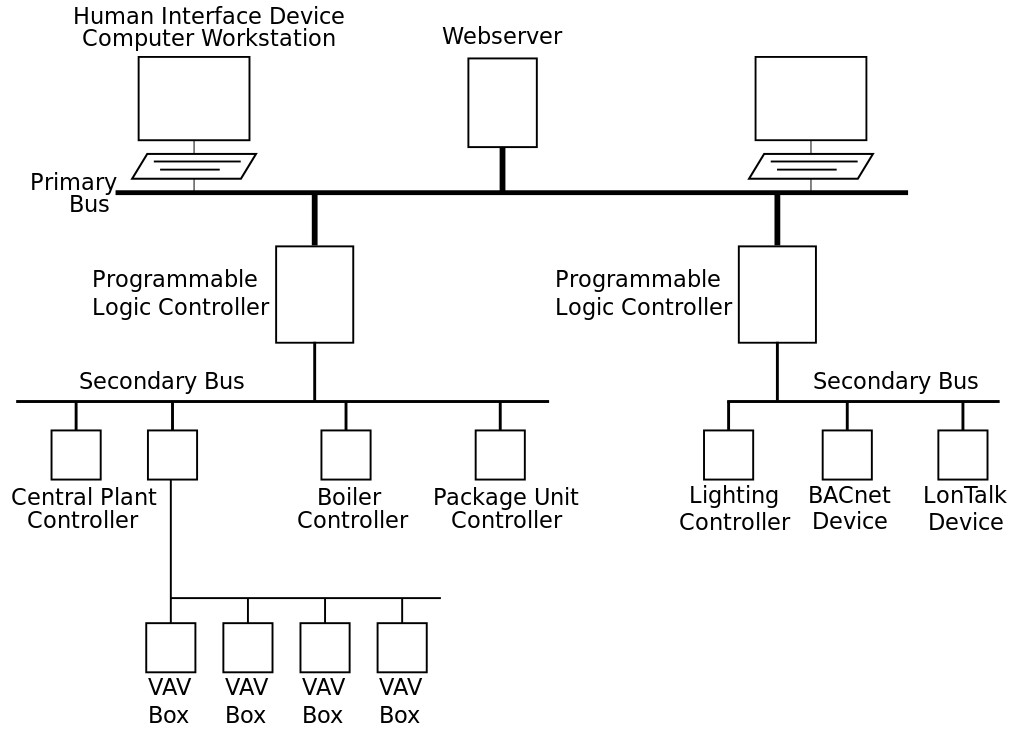 Human Interface Device
Computer Workstation
Webserver
Primary
Bus
Programmable
Logic Controller
Programmable
Logic Controller
Secondary Bus
Secondary Bus
Central Plant
Controller
Boiler
Controller
Package Unit
Controller
Lighting
Controller
BACnet
Device
LonTalk
Device
VAV
Box
VAV
Box
VAV
Box
VAV
Box